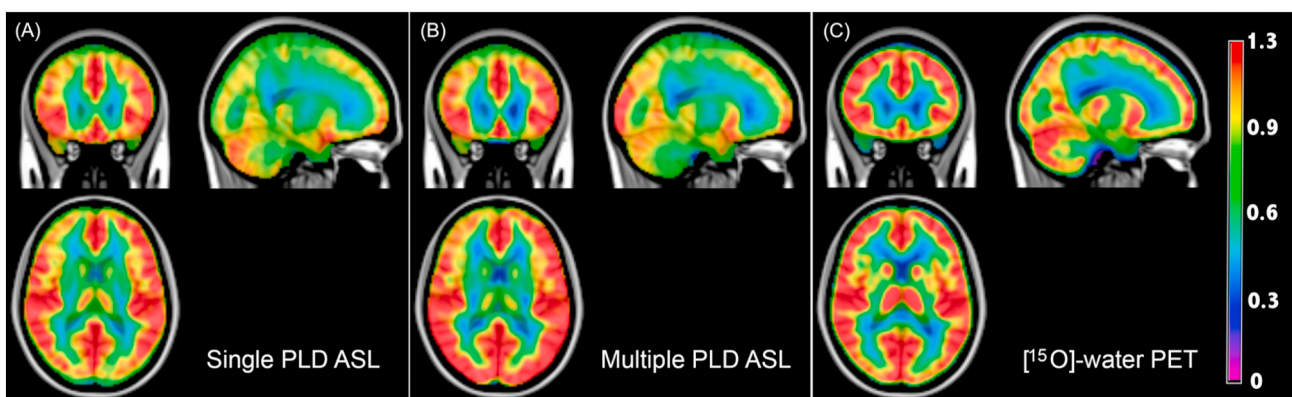 (A)
Single PLD ASL
(B)
Multiple PLD ASL
(C)
[¹⁵O]-water PET
1.3
0.9
0.6
0.3
0